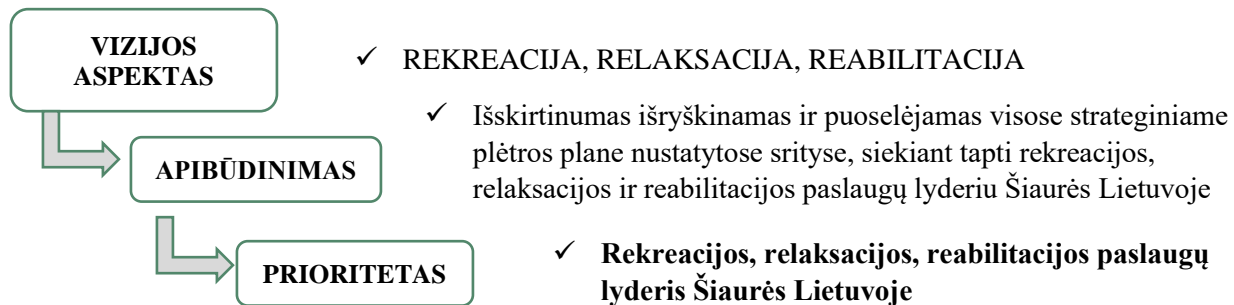 VIZIJOS
ASPEKTAS
✓ REKREACIJA, RELAKSACIJA, REABILITACIJA
APIBŪDINIMAS
✓ Išskirtinumas išryškinamas ir puoselėjamas visose strateginiame
plėtros plane nustatytose srityse, siekiant tapti rekreacijos,
relaksacijos ir reabilitacijos paslaugų lyderiu Šiaurės Lietuvoje
PRIORITETAS
✓ Rekreacijos, relaksacijos, reabilitacijos paslaugų
lyderis Šiaurės Lietuvoje